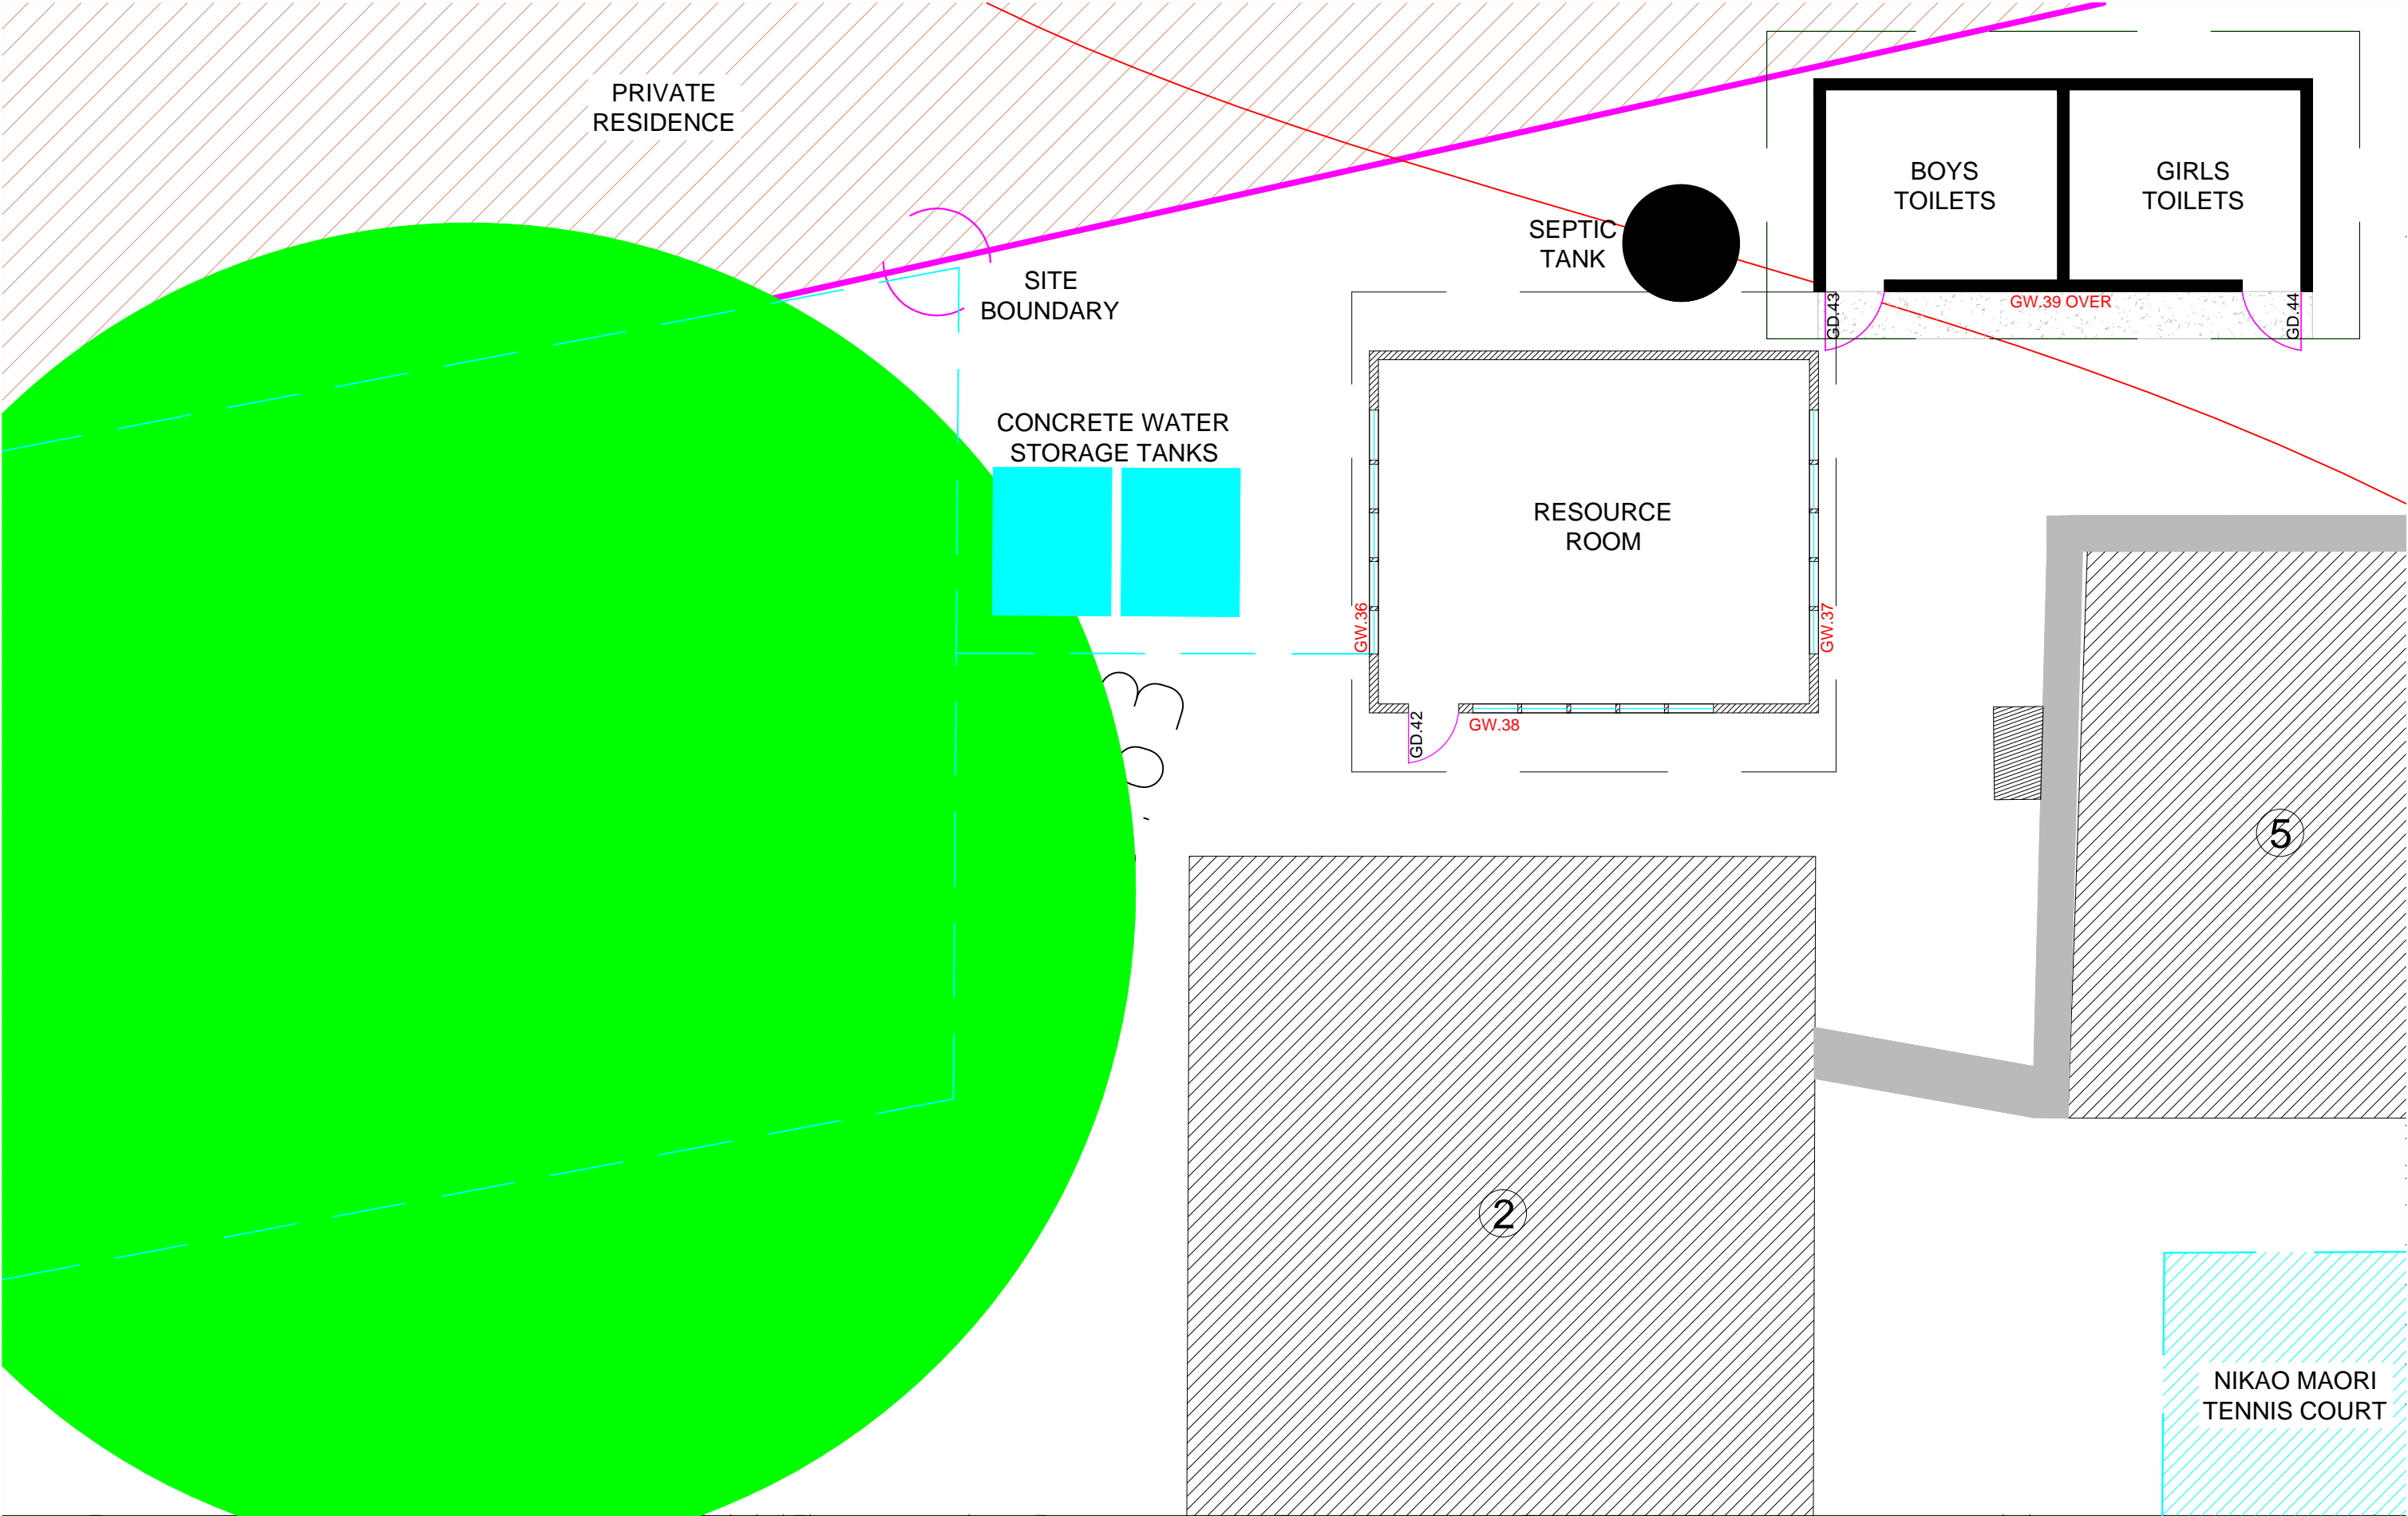 PRIVATE
RESIDENCE
BOYS
TOILETS
GIRLS
TOILETS
SEPTIC
TANK
SITE
BOUNDARY
GD.43
GW.39 OVER
GD.44
CONCRETE WATER
STORAGE TANKS
RESOURCE
ROOM
GW.36
GW.37
GD.42
GW.38
5
2
NIKAO MAORI
TENNIS COURT